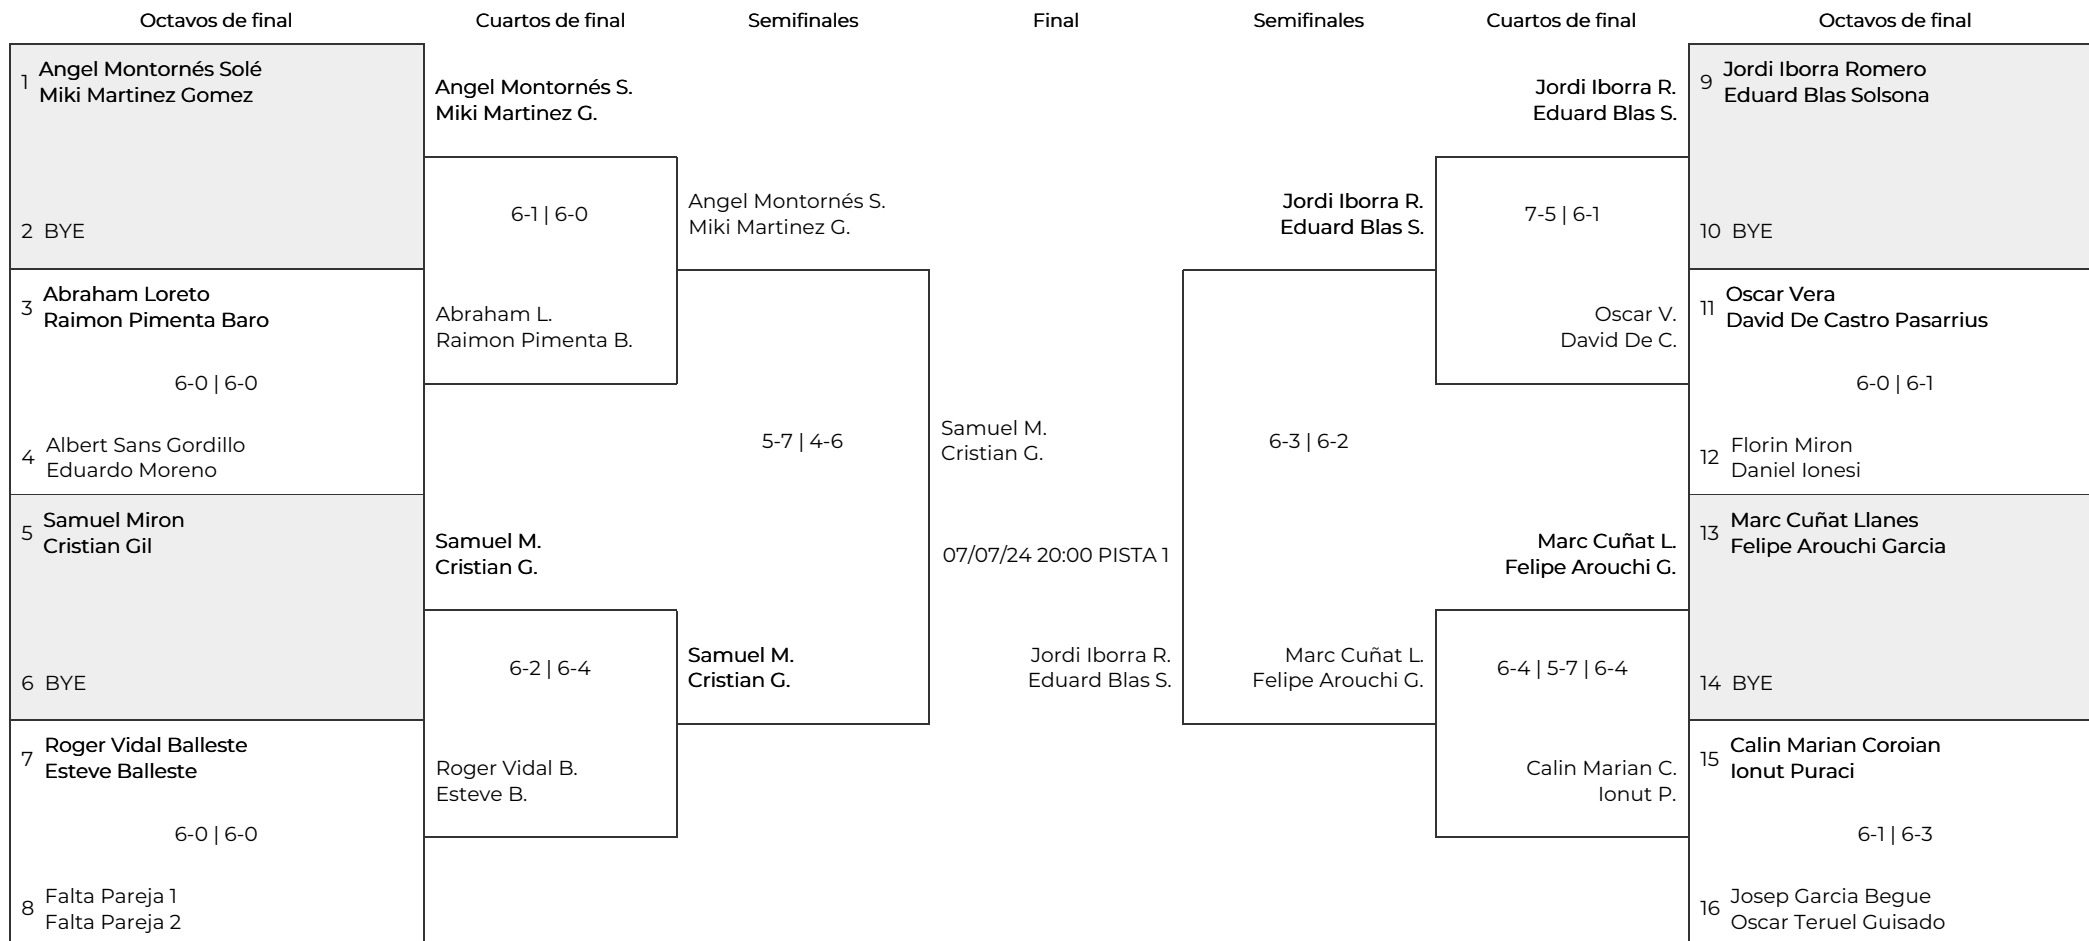 Octavos de final
Cuartos de final
Semifinales
Final
Semifinales
Cuartos de final
Octavos de final
1 Angel Montornés Solé
Miki Martinez Gomez
2 BYE
3 Abraham Loreto
Raimon Pimenta Baro
6-0 | 6-0
4 Albert Sans Gordillo
Eduardo Moreno
5 Samuel Miron
Cristian Gil
6 BYE
7 Roger Vidal Balleste
Esteve Balleste
6-0 | 6-0
8 Falta Pareja 1
Falta Pareja 2
Angel Montornés S.
Miki Martinez G.
6-1 | 6-0
Abraham L.
Raimon Pimenta B.
Samuel M.
Cristian G.
6-2 | 6-4
Roger Vidal B.
Esteve B.
Angel Montornés S.
Miki Martinez G.
5-7 | 4-6
Samuel M.
Cristian G.
Samuel M.
Cristian G.
07/07/24 20:00 PISTA 1
Jordi Iborra R.
Eduard Blas S.
Jordi Iborra R.
Eduard Blas S.
6-3 | 6-2
Marc Cuñat L.
Felipe Arouchi G.
Jordi Iborra R.
Eduard Blas S.
7-5 | 6-1
Oscar V.
David De C.
Marc Cuñat L.
Felipe Arouchi G.
6-4 | 5-7 | 6-4
Calin Marian C.
Ionut P.
9 Jordi Iborra Romero
Eduard Blas Solsona
10 BYE
11 Oscar Vera
David De Castro Pasarrius
6-0 | 6-1
12 Florin Miron
Daniel Ionesi
13 Marc Cuñat Llanes
Felipe Arouchi Garcia
14 BYE
15 Calin Marian Coroian
Ionut Puraci
6-1 | 6-3
16 Josep Garcia Begue
Oscar Teruel Guisado